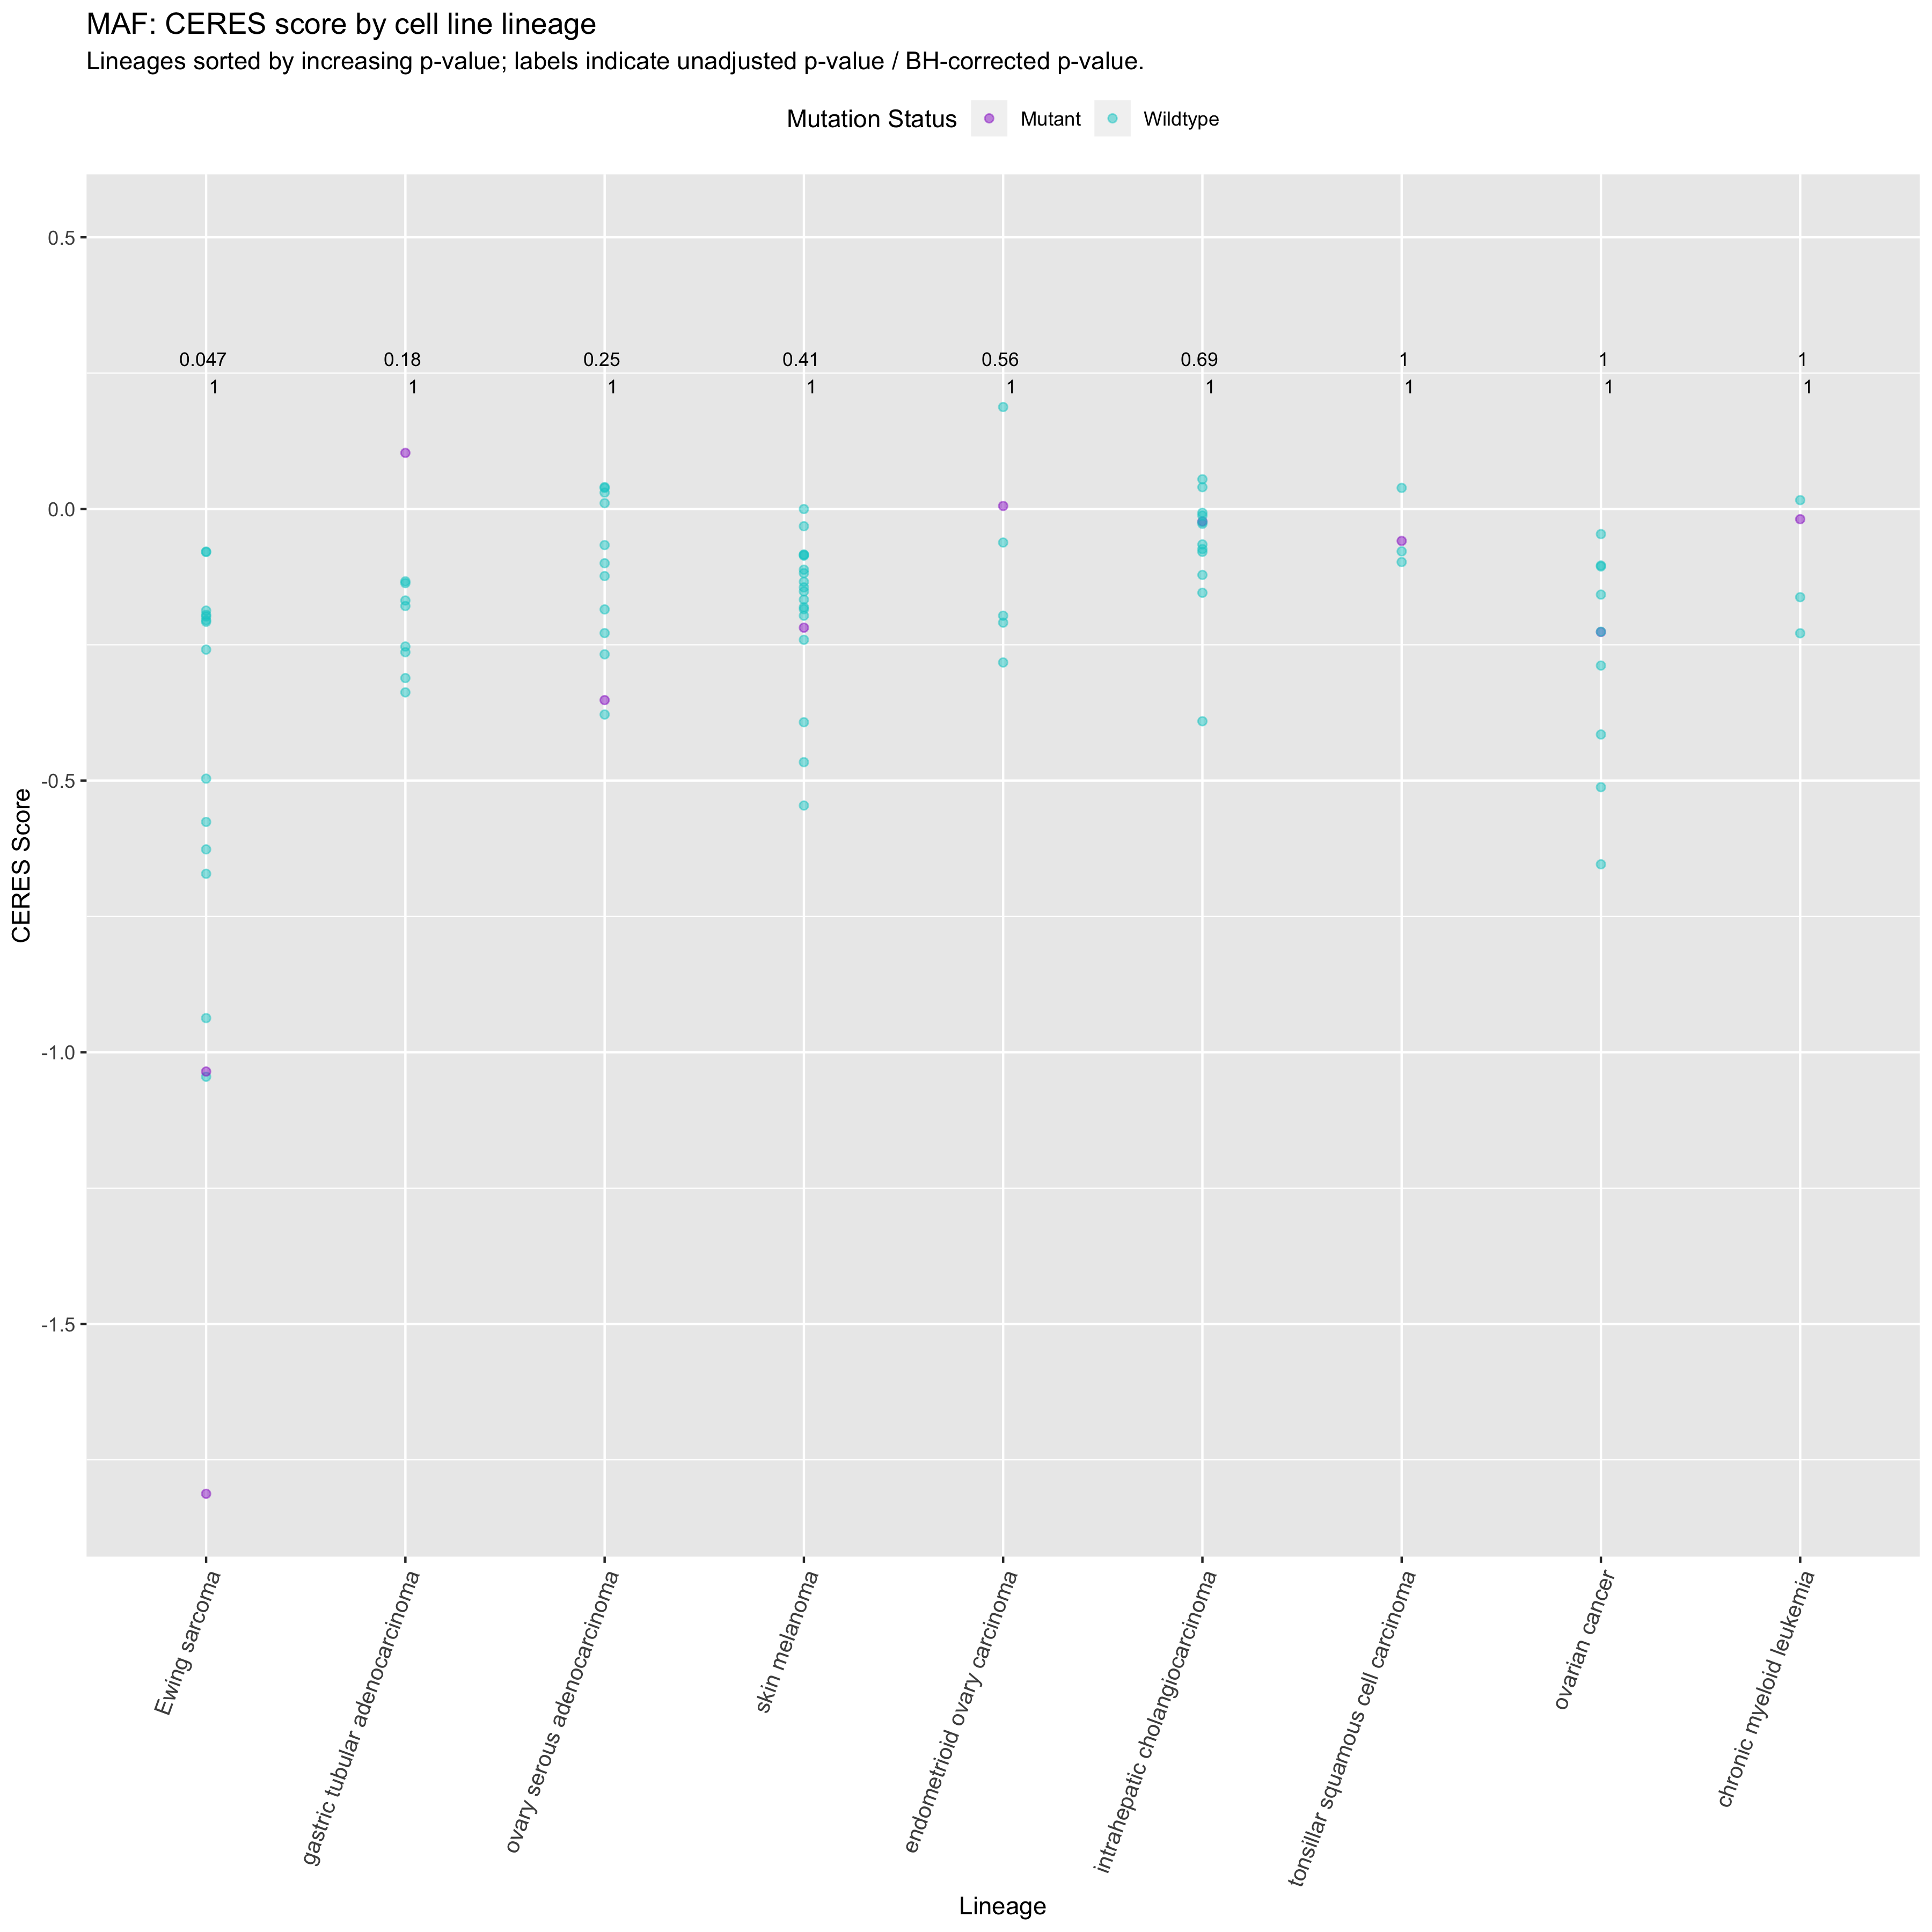 MAF: CERES score by cell line lineage
Lineages sorted by increasing p-value; labels indicate unadjusted p-value / BH-corrected p-value.
Mutation Status Mutant Wildtype
0.5
0.047 0.18 0.25 0.41 0.56 0.69 1 1 1
1 1 1 1 1 1 1 1 1
0.0
-0.5
CERES Score
-1.0
-1.5
Ewing sarcoma
gastric tubular adenocarcinoma
ovary serous adenocarcinoma
skin melanoma
endometrioid ovary carcinoma
intrahepatic cholangiocarcinoma
tonsillar squamous cell carcinoma
ovarian cancer
chronic myeloid leukemia
Lineage